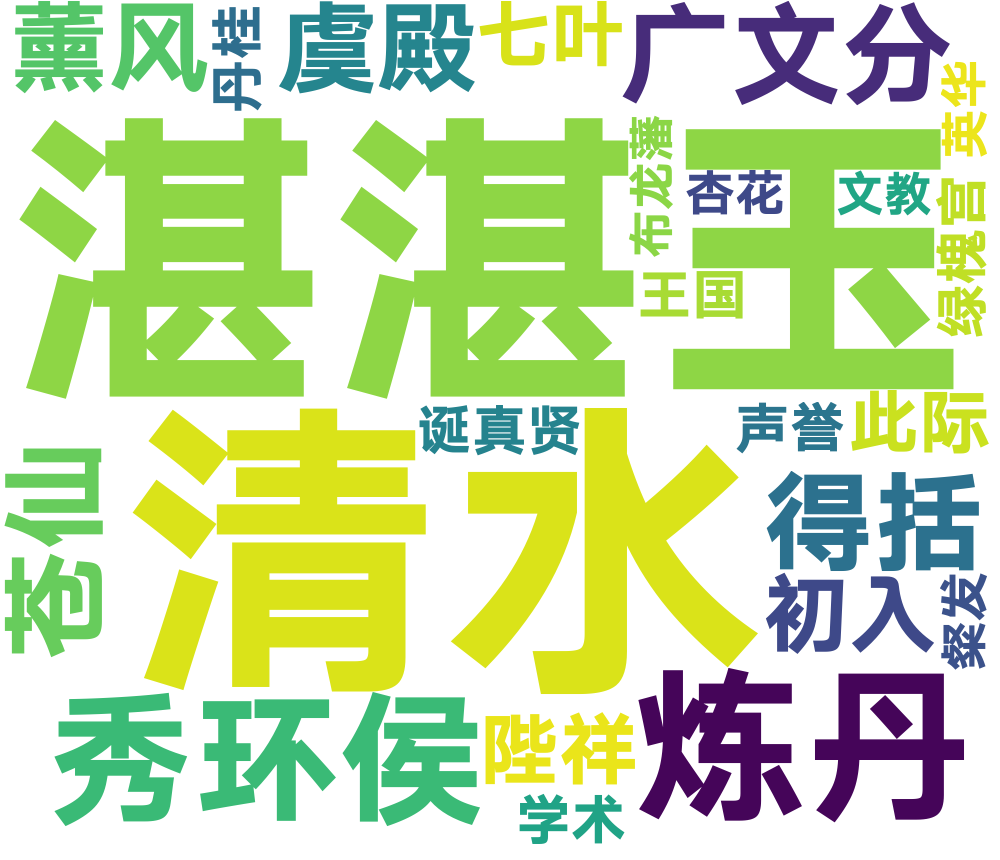 薰风
丹桂
虞殿
七叶
广文分
英华
湛湛玉
布龙藩
杏花
文教
绿槐宫
王国
清水
诞真贤
声誉
此际
苍仙
得括
初入
粲发
秀环侯
陛祥
炼丹
学术